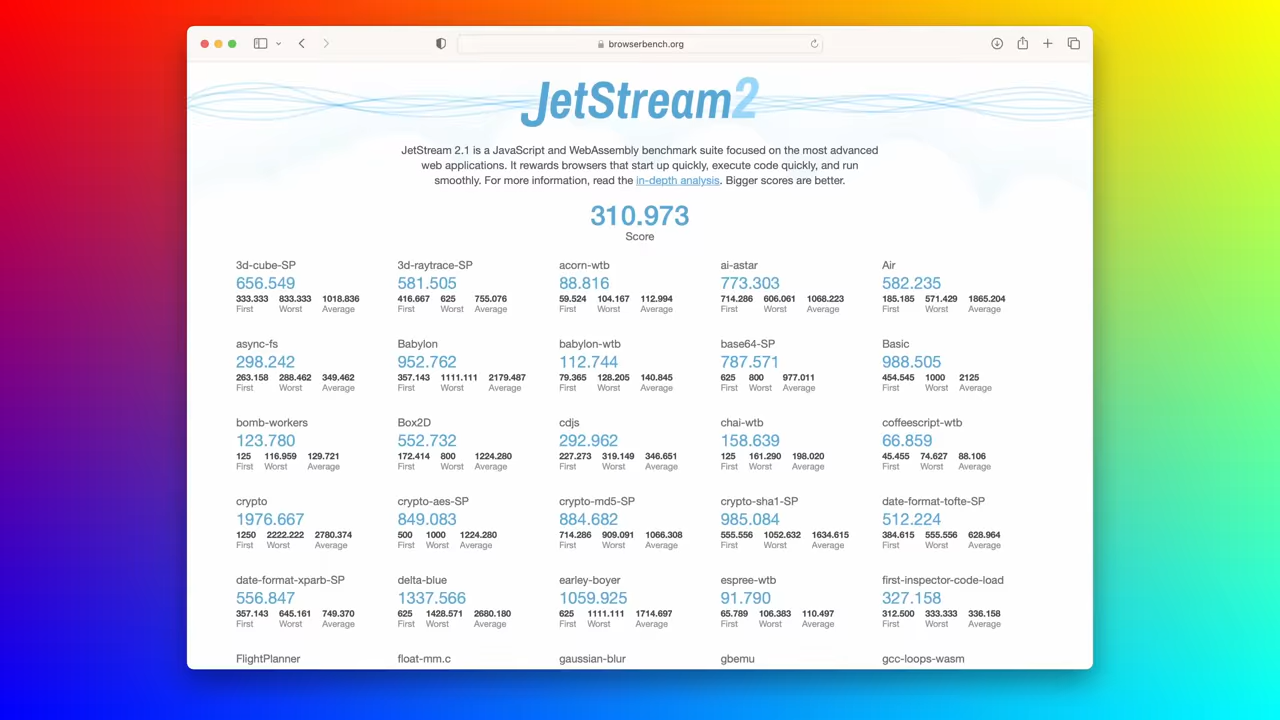 browserbench.org
JetStream2
JetStream 2.1 is a JavaScript and WebAssembly benchmark suite focused on the most advanced
web applications. It rewards browsers that start up quickly, execute code quickly, and run
smoothly. For more information, read the in-depth analysis. Bigger scores are better.
310.973
Score
3d-cube-SP 3d-raytrace-SP acorn-wtb ai-astar Air
656.549 581.505 88.816 773.303 582.235
333.333 833.333 1018.836 416.667 625 755.076 59.524 104.167 112.994 714.286 606.061 1068.223 185.185 571.429 1865.204
First Worst Average First Worst Average First Worst Average First Worst Average First Worst Average
async-fs Babylon babylon-wtb base64-SP Basic
298.242 952.762 112.744 787.571 988.505
263.158 288.462 349.462 357.143 1111.111 2179.487 79.365 128.205 140.845 625 800 977.011 454.545 1000 2125
First Worst Average First Worst Average First Worst Average First Worst Average First Worst Average
bomb-workers Box2D cdjs chai-wtb coffeescript-wtb
123.780 552.732 292.962 158.639 66.859
125 116.959 129.721 172.414 800 1224.280 227.273 319.149 346.651 125 161.290 198.020 45.455 74.627 88.106
First Worst Average First Worst Average First Worst Average First Worst Average First Worst Average
crypto crypto-aes-SP crypto-md5-SP crypto-sha1-SP date-format-tofte-SP
1976.667 849.083 884.682 985.084 512.224
1250 2222.222 2780.374 500 1000 1224.280 714.286 909.091 1066.308 555.556 1052.632 1634.615 384.615 555.556 628.964
First Worst Average First Worst Average First Worst Average First Worst Average First Worst Average
date-format-xparb-SP delta-blue earley-boyer espree-wtb first-inspector-code-load
556.847 1337.566 1059.925 91.790 327.158
357.143 645.161 749.370 625 1428.571 2680.180 625 1111.111 1714.697 65.789 106.383 110.497 312.500 333.333 336.158
First Worst Average First Worst Average First Worst Average First Worst Average First Worst Average
FlightPlanner float-mm.c gaussian-blur gbemu gcc-loops-wasm